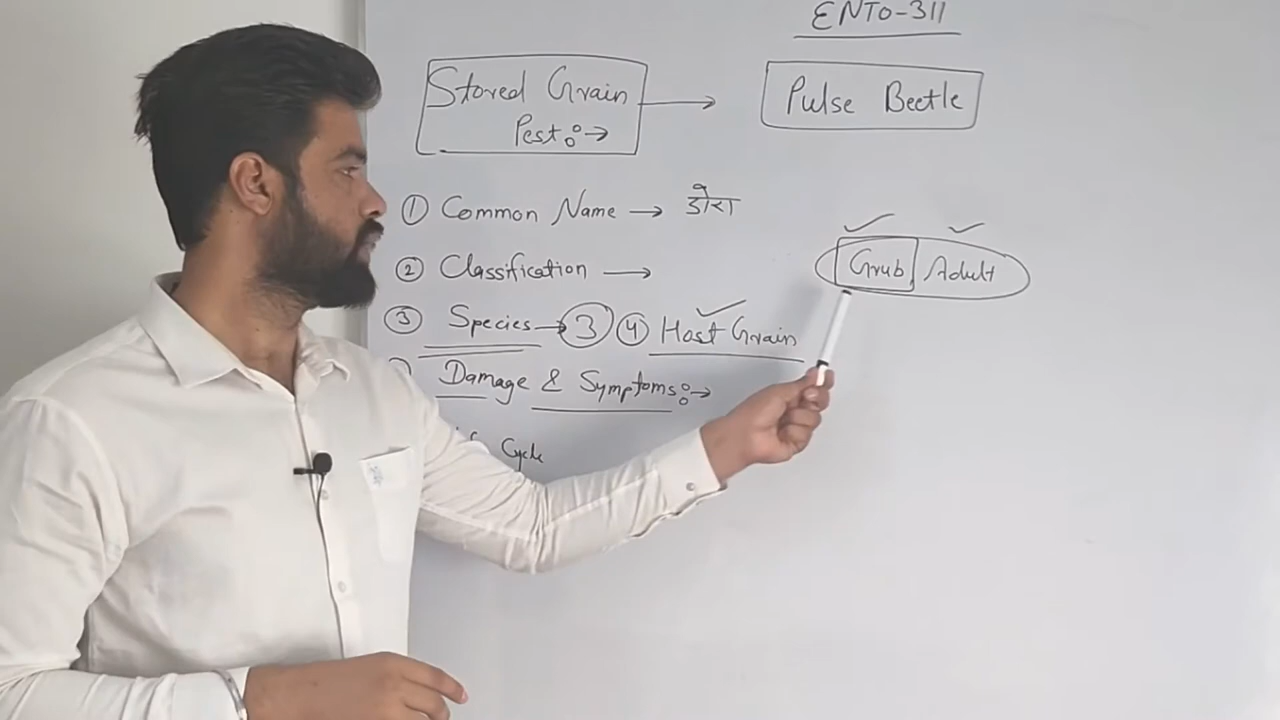 ENTO-311
Stored Grain
Pest:→
→ Pulse Beetle
① Common Name → ढोरा
② Classification →
Grub Adult
③ Species → 3 ④ Host Grain
Damage & Symptoms:→
Cycle